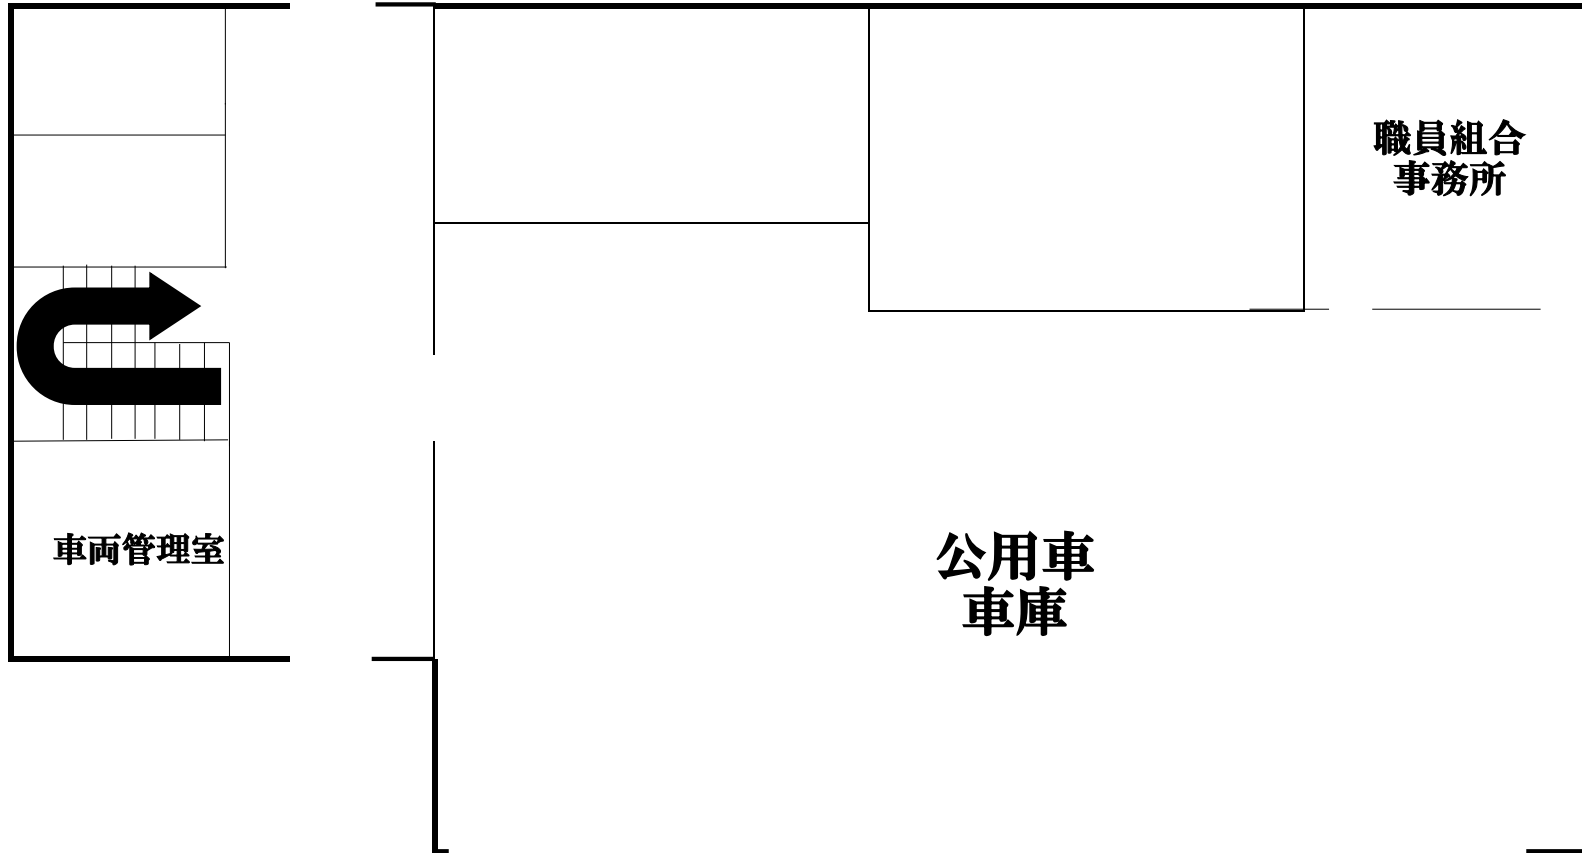 職員組合
事務所
車両管理室
公用車
車庫